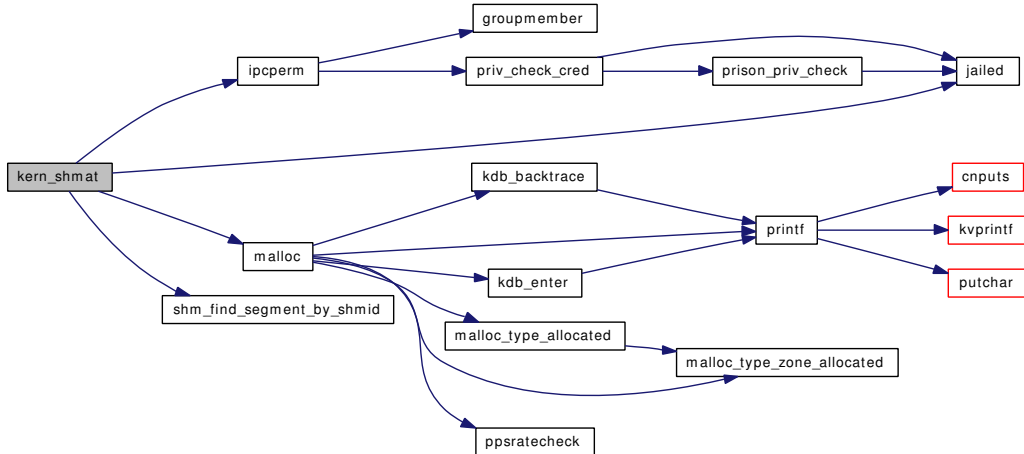 groupmember
ipcperm
priv_check_cred
prison_priv_check
jailed
kern_shmat
kdb_backtrace
cnputs
printf
kvprintf
malloc
kdb_enter
putchar
shm_find_segment_by_shmid
malloc_type_allocated
malloc_type_zone_allocated
ppsratecheck